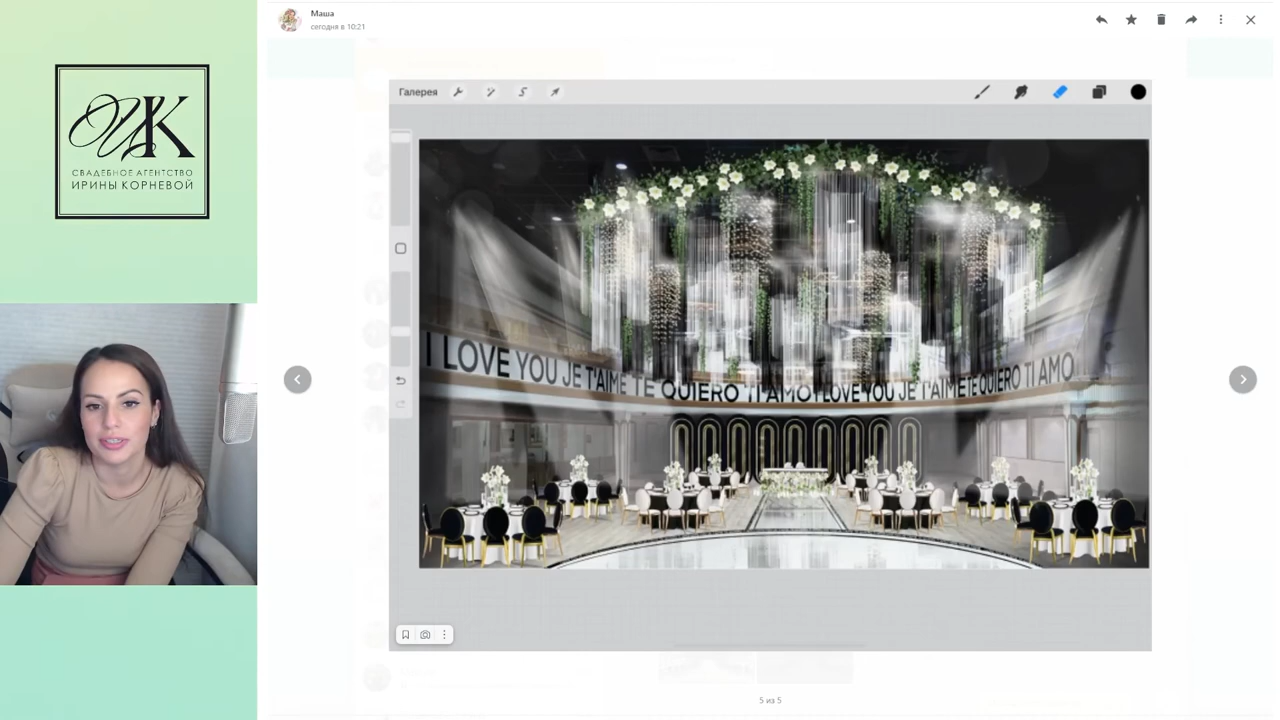 Маша
сегодня в 10:21
ИК
СВАДЕБНОЕ АГЕНТСТВО
ИРИНЫ КОРНЕВОЙ
Галерея
I LOVE YOU JE T'AIME TE QUIERO TI AMO I LOVE YOU JE T'AIME TE QUIERO TI AMO
5 из 5